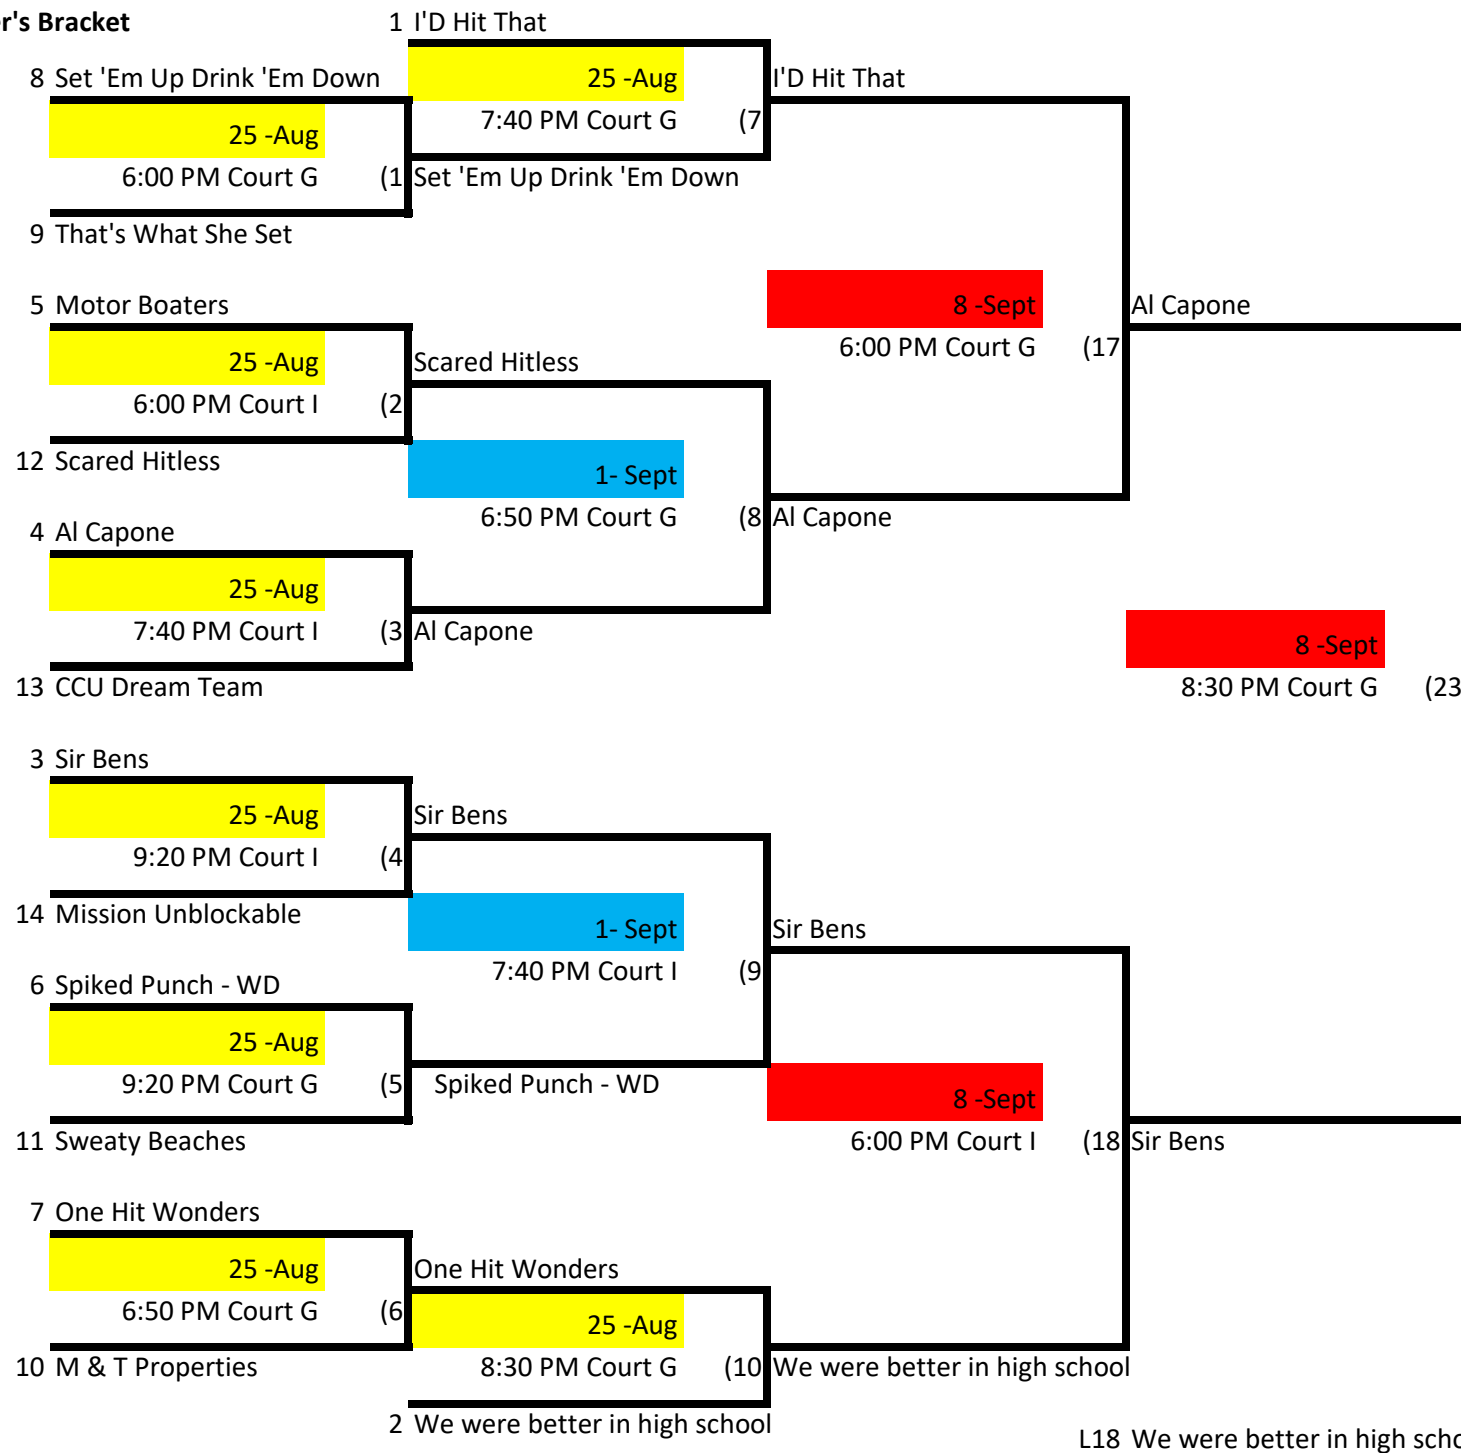 er's Bracket
1 I'D Hit That
8 Set 'Em Up Drink 'Em Down
25 -Aug
I'D Hit That
25 -Aug
7:40 PM Court G (7
6:00 PM Court G (1
Set 'Em Up Drink 'Em Down
9 That's What She Set
5 Motor Boaters
8 -Sept
Al Capone
25 -Aug
Scared Hitless
6:00 PM Court G (17
6:00 PM Court I (2
12 Scared Hitless
1- Sept
6:50 PM Court G (8
Al Capone
4 Al Capone
25 -Aug
7:40 PM Court I (3
Al Capone
8 -Sept
13 CCU Dream Team
8:30 PM Court G (23
3 Sir Bens
25 -Aug
Sir Bens
9:20 PM Court I (4
14 Mission Unblockable
1- Sept
Sir Bens
7:40 PM Court I (9
6 Spiked Punch - WD
25 -Aug
9:20 PM Court G (5
Spiked Punch - WD
8 -Sept
11 Sweaty Beaches
6:00 PM Court I (18
Sir Bens
7 One Hit Wonders
25 -Aug
One Hit Wonders
6:50 PM Court G (6
25 -Aug
10 M & T Properties
8:30 PM Court G (10
We were better in high school
2 We were better in high school
L18 We were better in high scho